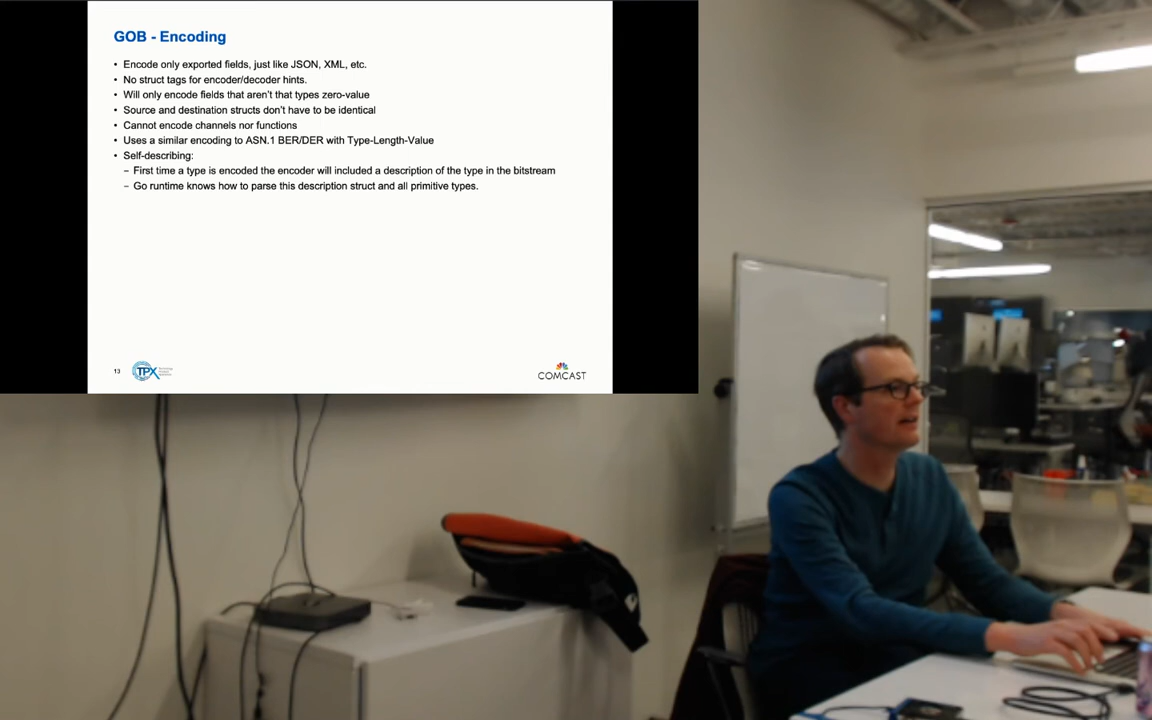 GOB - Encoding
• Encode only exported fields, just like JSON, XML, etc.
• No struct tags for encoder/decoder hints.
• Will only encode fields that aren't that types zero-value
• Source and destination structs don't have to be identical
• Cannot encode channels nor functions
• Uses a similar encoding to ASN.1 BER/DER with Type-Length-Value
• Self-describing:
– First time a type is encoded the encoder will included a description of the type in the bitstream
– Go runtime knows how to parse this description struct and all primitive types.
13
TPX
COMCAST